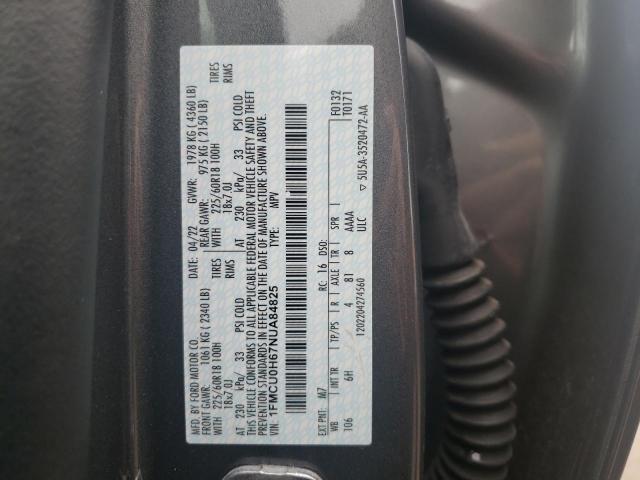 MFD. BY FORD MOTOR CO.
DATE: 04/22 GVWR: 1978 KG ( 4360 LB)
FRONT GAWR: 1061 KG ( 2340 LB) REAR GAWR: 975 KG ( 2150 LB)
WITH 225/60R18 100H TIRES WITH 225/60R18 100H TIRES
18x7.0J RIMS 18x7.0J RIMS
AT 230 kPa/ 33 PSI COLD AT 230 kPa/ 33 PSI COLD
THIS VEHICLE CONFORMS TO ALL APPLICABLE FEDERAL MOTOR VEHICLE SAFETY AND THEFT
PREVENTION STANDARDS IN EFFECT ON THE DATE OF MANUFACTURE SHOWN ABOVE.
VIN: 1FMCU0H67NUA84825 TYPE: MPV
F0132
T0171
EXT PNT: M7 RC: 16 DSO:
WB INT TR TP/PS R AXLE TR SPR
106 6H 4 81 8 AAAA
ULC
1202204274560 ▽ 5U5A-3520472-AA